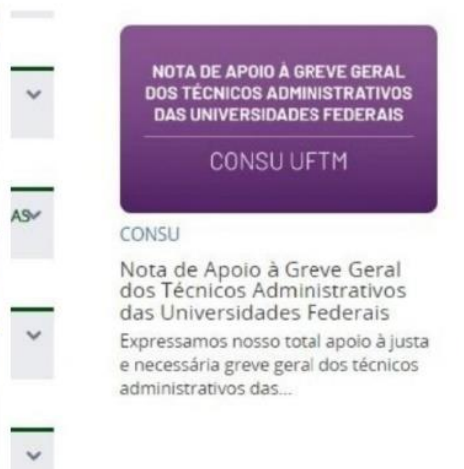 NOTA DE APOIO À GREVE GERAL
DOS TÉCNICOS ADMINISTRATIVOS
DAS UNIVERSIDADES FEDERAIS
CONSU UFTM
AS
CONSU
Nota de Apoio à Greve Geral
dos Técnicos Administrativos
das Universidades Federais
Expressamos nosso total apoio à justa
e necessária greve geral dos técnicos
administrativos das...